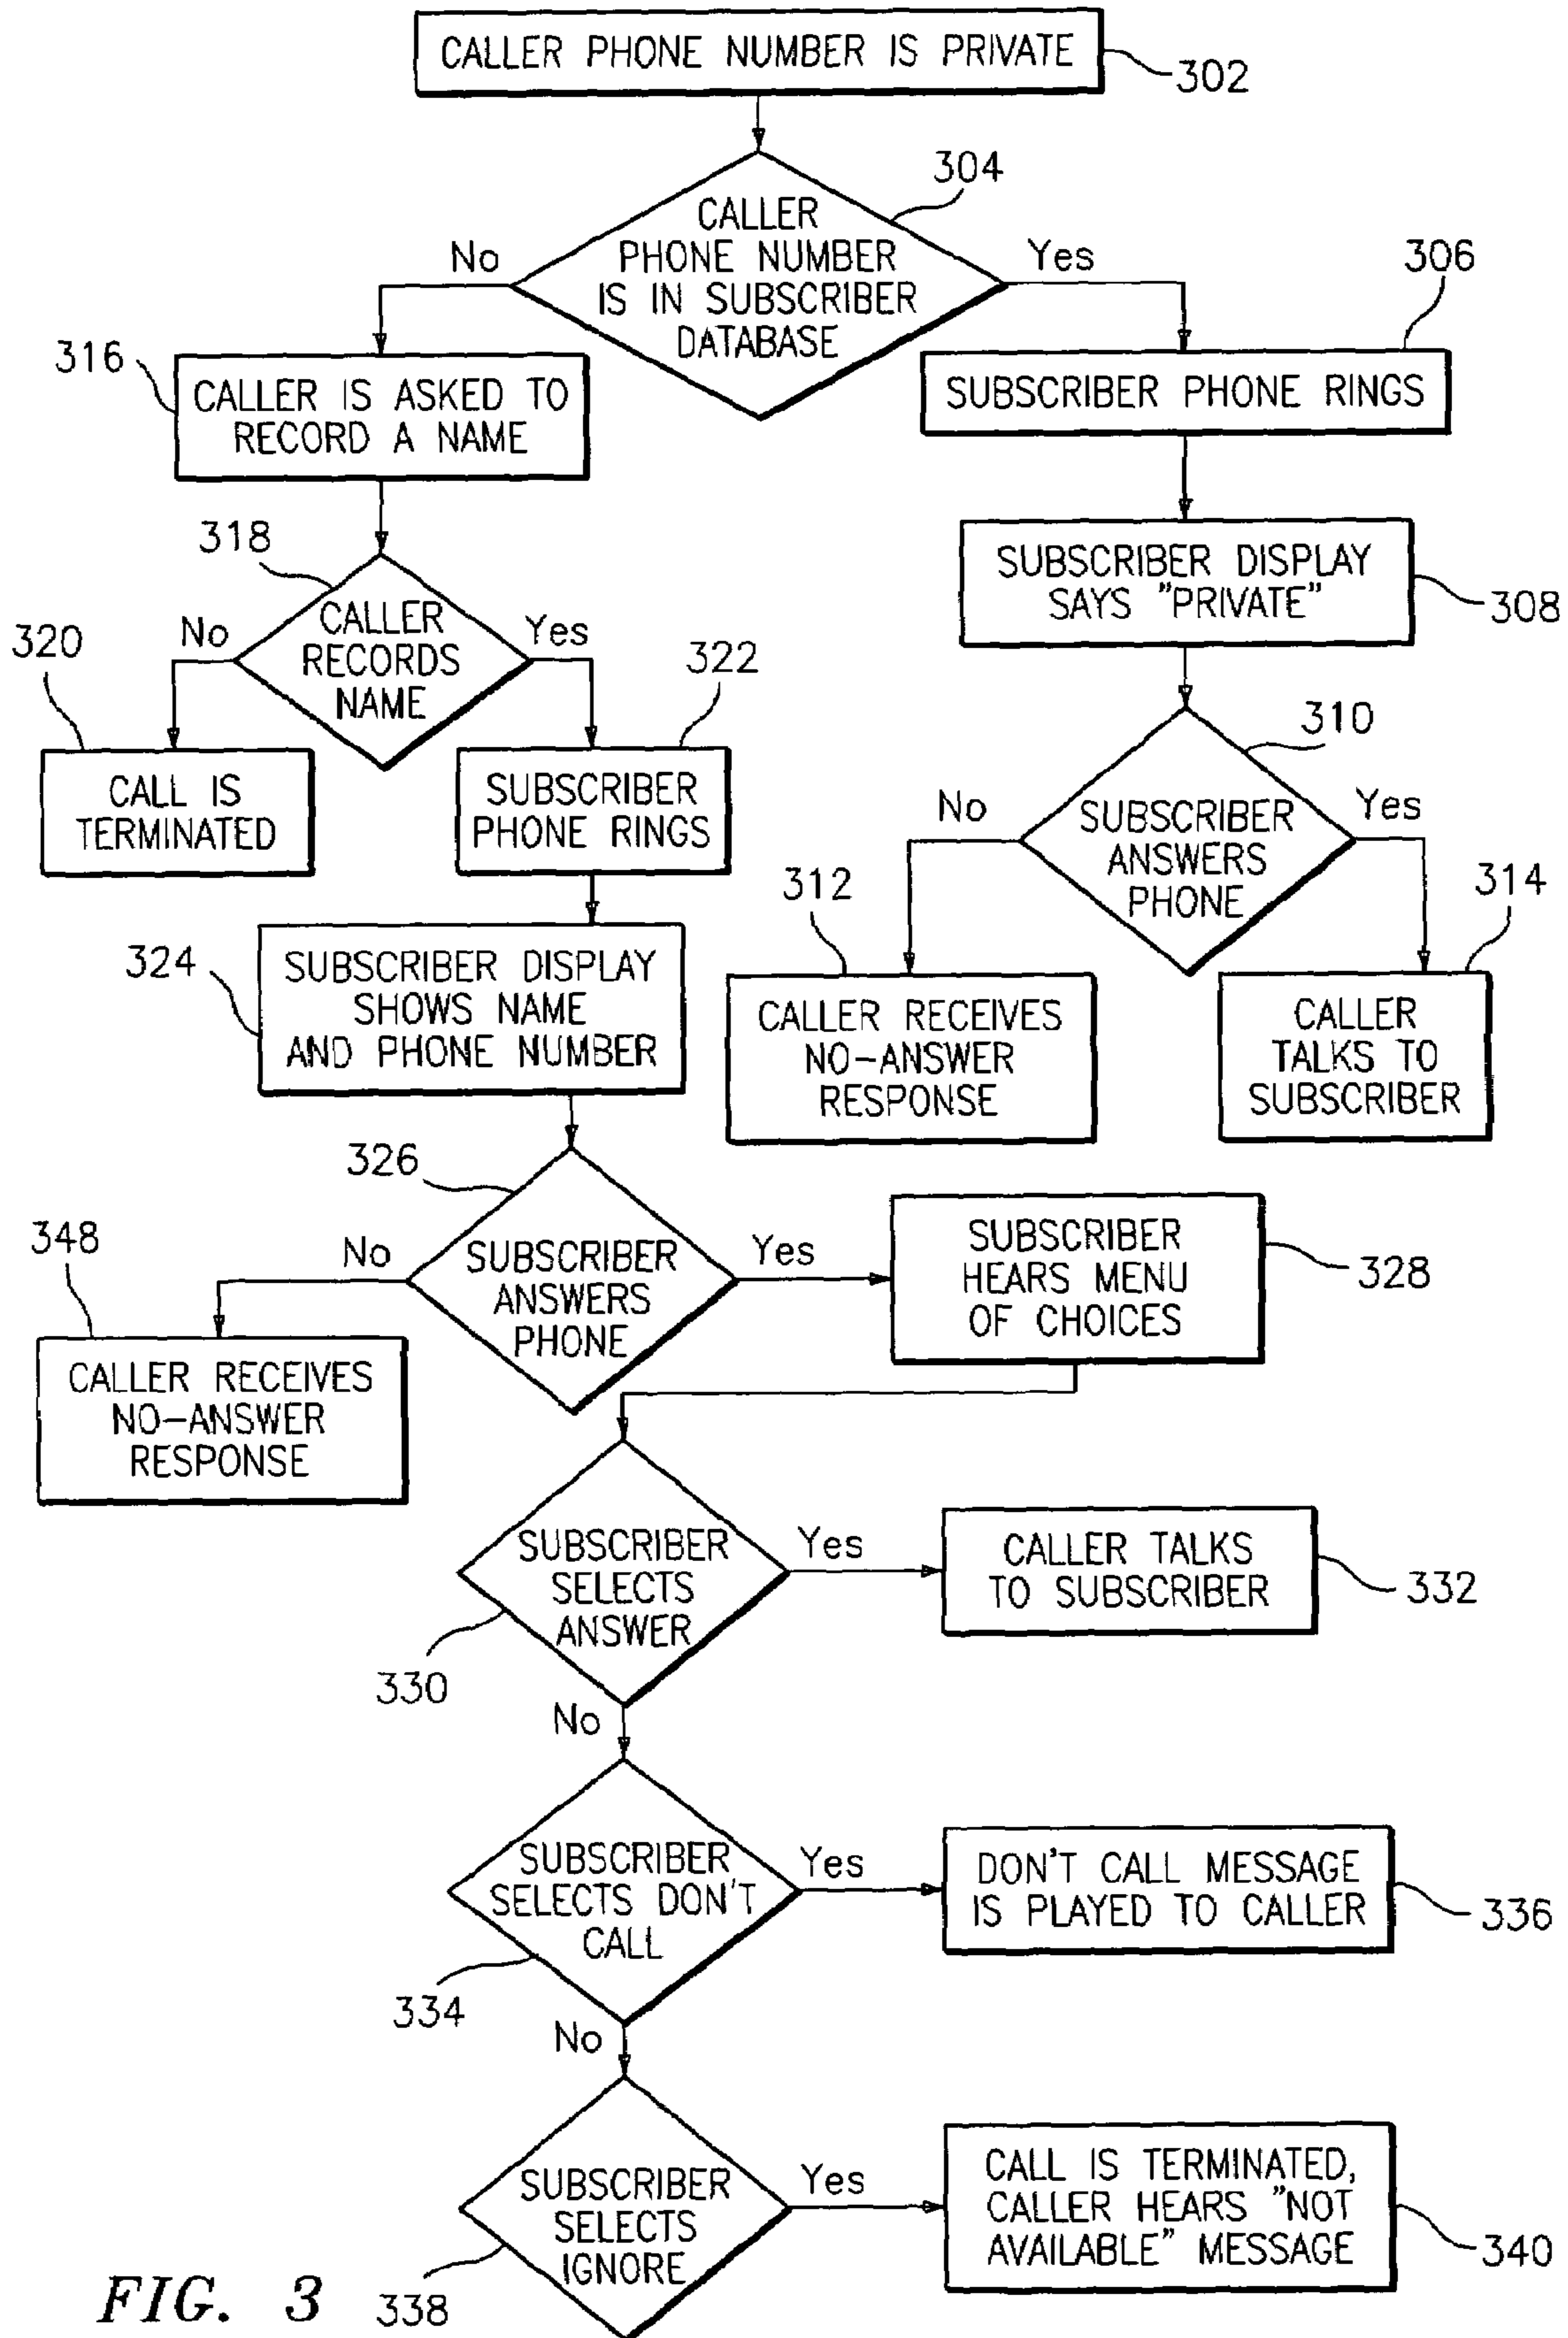 CALLER PHONE NUMBER IS PRIVATE
302
304
CALLER
PHONE NUMBER
IS IN SUBSCRIBER
DATABASE
No
Yes
306
316
CALLER IS ASKED TO
RECORD A NAME
SUBSCRIBER PHONE RINGS
318
CALLER
RECORDS
NAME
No
Yes
SUBSCRIBER DISPLAY
SAYS "PRIVATE"
308
320
CALL IS
TERMINATED
322
SUBSCRIBER
PHONE RINGS
310
SUBSCRIBER
ANSWERS
PHONE
No
Yes
312
CALLER RECEIVES
NO-ANSWER
RESPONSE
314
CALLER
TALKS TO
SUBSCRIBER
324
SUBSCRIBER DISPLAY
SHOWS NAME
AND PHONE NUMBER
326
SUBSCRIBER
ANSWERS
PHONE
No
Yes
348
CALLER RECEIVES
NO-ANSWER
RESPONSE
SUBSCRIBER
HEARS MENU
OF CHOICES
328
SUBSCRIBER
SELECTS
ANSWER
330
Yes
CALLER TALKS
TO SUBSCRIBER
332
No
SUBSCRIBER
SELECTS DON'T
CALL
334
Yes
DON'T CALL MESSAGE
IS PLAYED TO CALLER
336
No
SUBSCRIBER
SELECTS
IGNORE
338
Yes
CALL IS TERMINATED,
CALLER HEARS "NOT
AVAILABLE" MESSAGE
340
FIG. 3